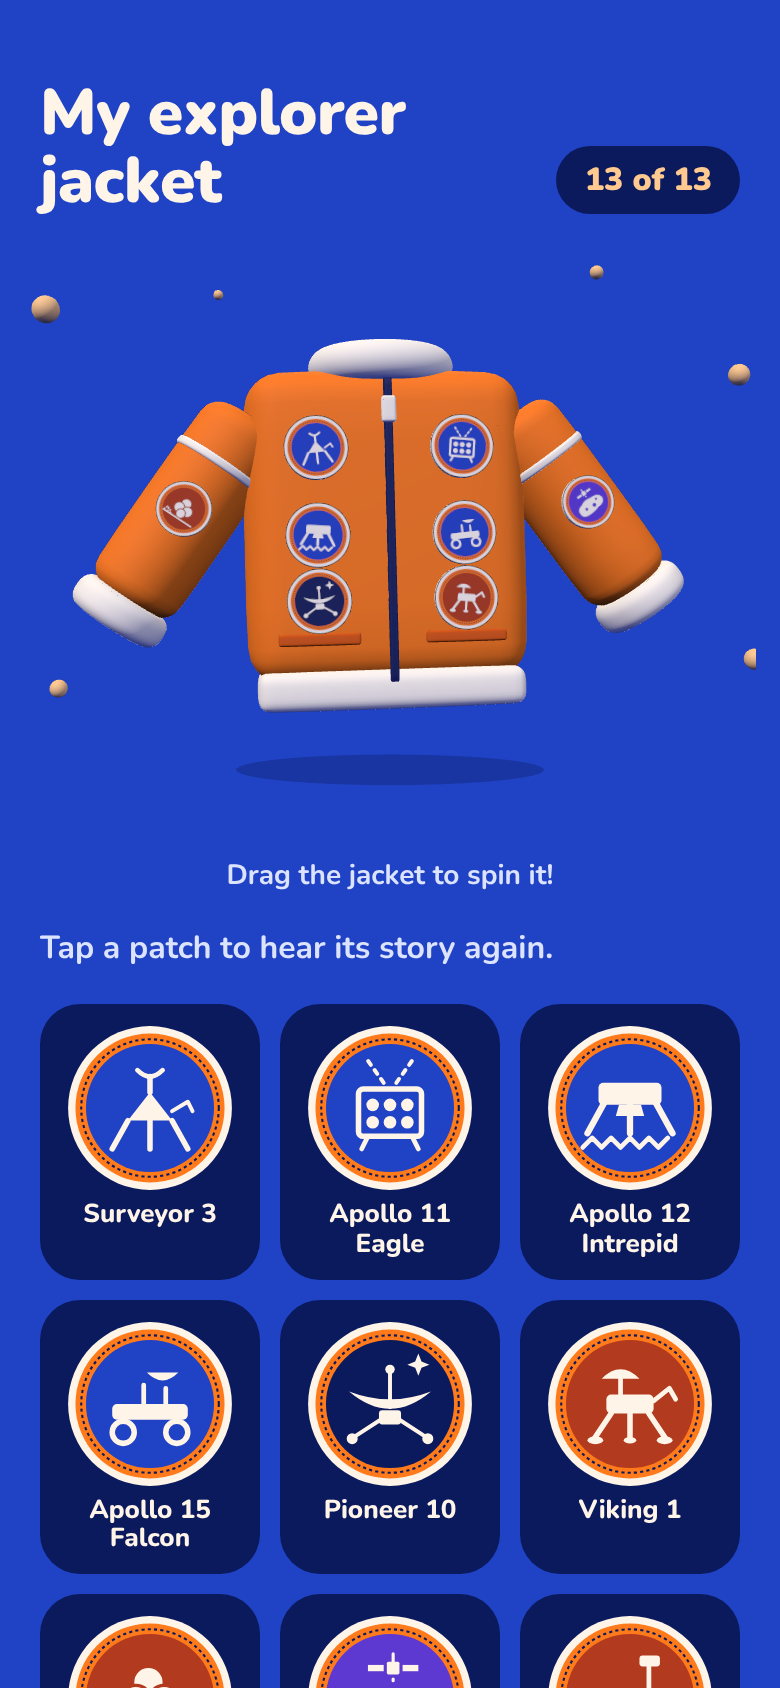 My explorer
jacket
13 of 13
Drag the jacket to spin it!
Tap a patch to hear its story again.
Surveyor 3
Apollo 11
Eagle
Apollo 12
Intrepid
Apollo 15
Falcon
Pioneer 10
Viking 1